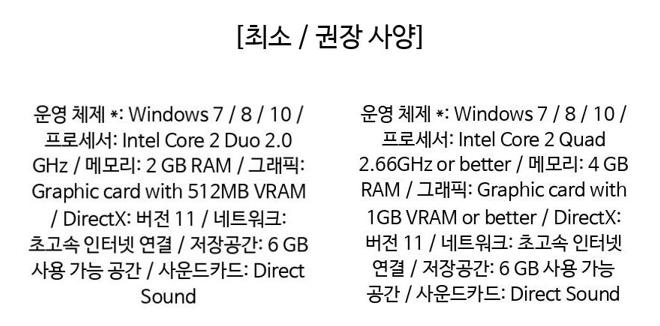 [최소 / 권장 사양]
운영 체제 *: Windows 7 / 8 / 10 /
프로세서: Intel Core 2 Duo 2.0
GHz / 메모리: 2 GB RAM / 그래픽:
Graphic card with 512MB VRAM
/ DirectX: 버전 11 / 네트워크:
초고속 인터넷 연결 / 저장공간: 6 GB
사용 가능 공간 / 사운드카드: Direct
Sound
운영 체제 *: Windows 7 / 8 / 10 /
프로세서: Intel Core 2 Quad
2.66GHz or better / 메모리: 4 GB
RAM / 그래픽: Graphic card with
1GB VRAM or better / DirectX:
버전 11 / 네트워크: 초고속 인터넷
연결 / 저장공간: 6 GB 사용 가능
공간 / 사운드카드: Direct Sound